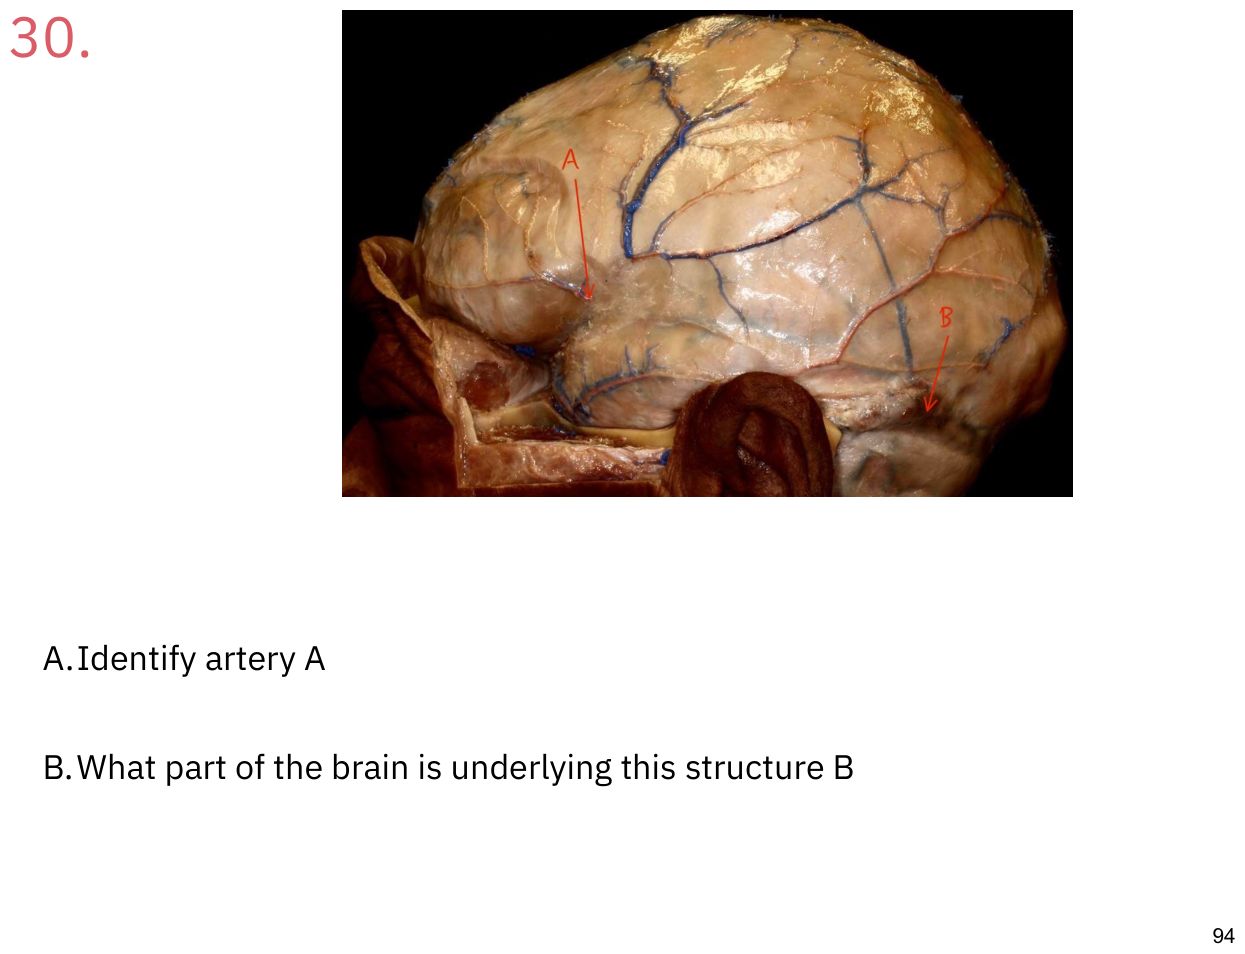 30.
A
B
A. Identify artery A
B. What part of the brain is underlying this structure B
94